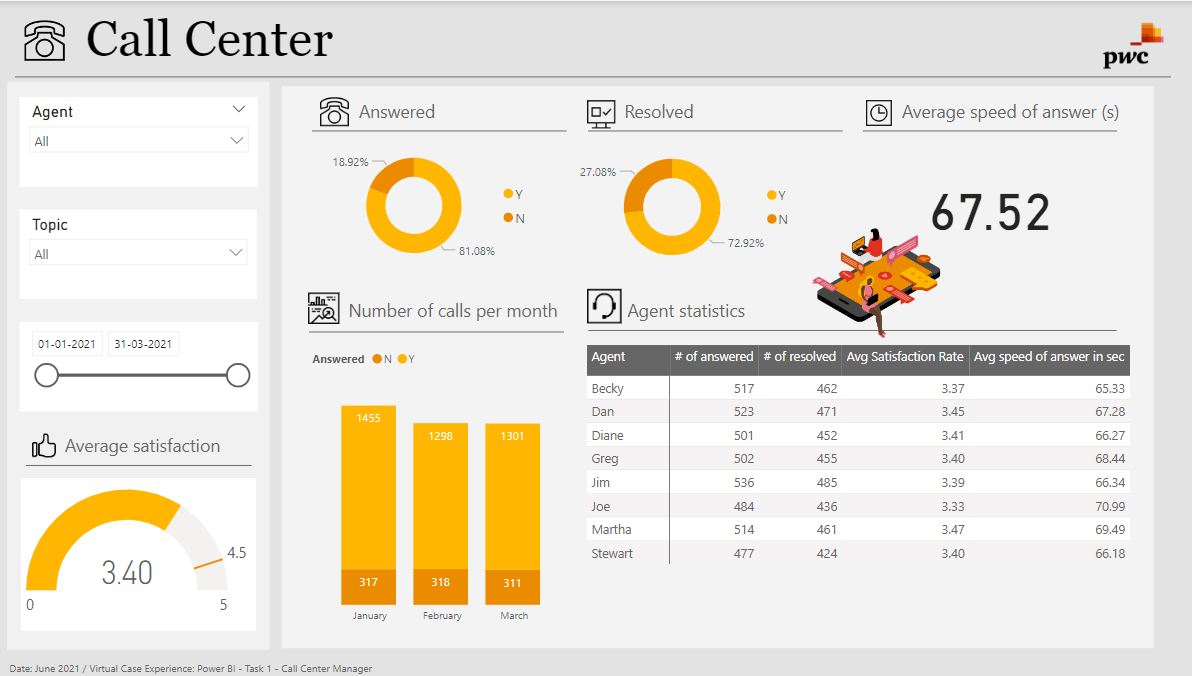 Call Center
pwc
Agent
All
Topic
All
01-01-2021 31-03-2021
Average satisfaction
3.40
4.5
0 5
Answered
18.92%
Y
N
81.08%
Resolved
27.08%
Y
N
72.92%
Average speed of answer (s)
67.52
Number of calls per month
Answered N Y
1455 1298 1301
317 318 311
January February March
Agent statistics
Agent # of answered # of resolved Avg Satisfaction Rate Avg speed of answer in sec
Becky 517 462 3.37 65.33
Dan 523 471 3.45 67.28
Diane 501 452 3.41 66.27
Greg 502 455 3.40 68.44
Jim 536 485 3.39 66.34
Joe 484 436 3.33 70.99
Martha 514 461 3.47 69.49
Stewart 477 424 3.40 66.18
Date: June 2021 / Virtual Case Experience: Power BI - Task 1 - Call Center Manager